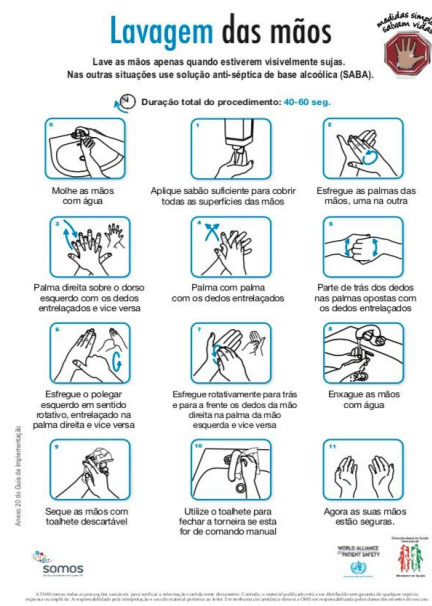 Lavagem das mãos
medidas simples
salvam vidas
Lave as mãos apenas quando estiverem visivelmente sujas.
Nas outras situações use solução anti-séptica de base alcoólica (SABA).
Duração total do procedimento: 40-60 seg.
0
1
2
Molhe as mãos
com água
Aplique sabão suficiente para cobrir
todas as superfícies das mãos
Esfregue as palmas das
mãos, uma na outra
3
4
5
Palma direita sobre o dorso
esquerdo com os dedos
entrelaçados e vice versa
Palma com palma
com os dedos entrelaçados
Parte de trás dos dedos
nas palmas opostas com
os dedos entrelaçados
6
7
8
Esfregue o polegar
esquerdo em sentido
rotativo, entrelaçado na
palma direita e vice versa
Esfregue rotativamente para trás
e para a frente os dedos da mão
direita na palma da mão
esquerda e vice versa
Enxague as mãos
com água
9
10
11
Seque as mãos com
toalhete descartável
Utilize o toalhete para
fechar a torneira se esta
for de comando manual
Agora as suas mãos
estão seguras.
Anexo 20 do Guia de Implementação
somos
WORLD ALLIANCE
PATIENT SAFETY
Ministério da Saúde